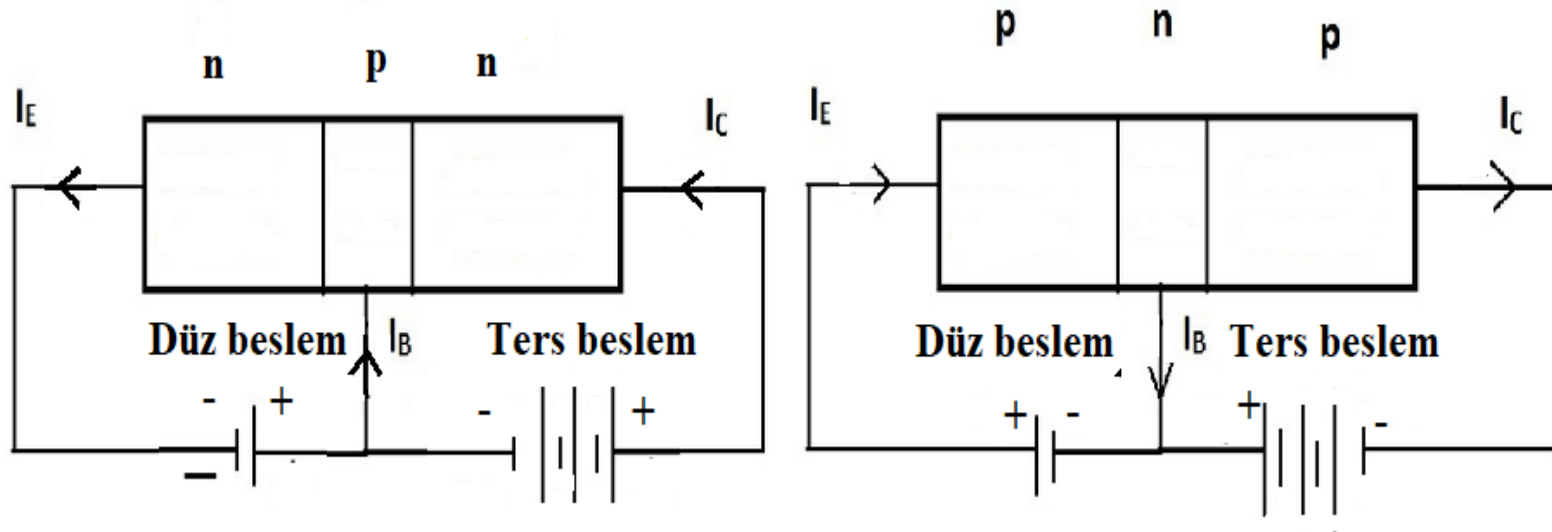 n p n
I_E I_C
Düz beslem I_B Ters beslem
- + - +
–
p n p
I_E I_C
Düz beslem I_B Ters beslem
+ - + -